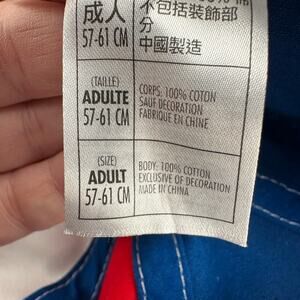 成人
57-61 CM
不包括裝飾部
分
中國製造
(TAILLE)
ADULTE
57-61 CM
CORPS: 100% COTON
SAUF DECORATION
FABRIQUE EN CHINE
(SIZE)
ADULT
57-61 CM
BODY: 100% COTTON
EXCLUSIVE OF DECORATION
MADE IN CHINA